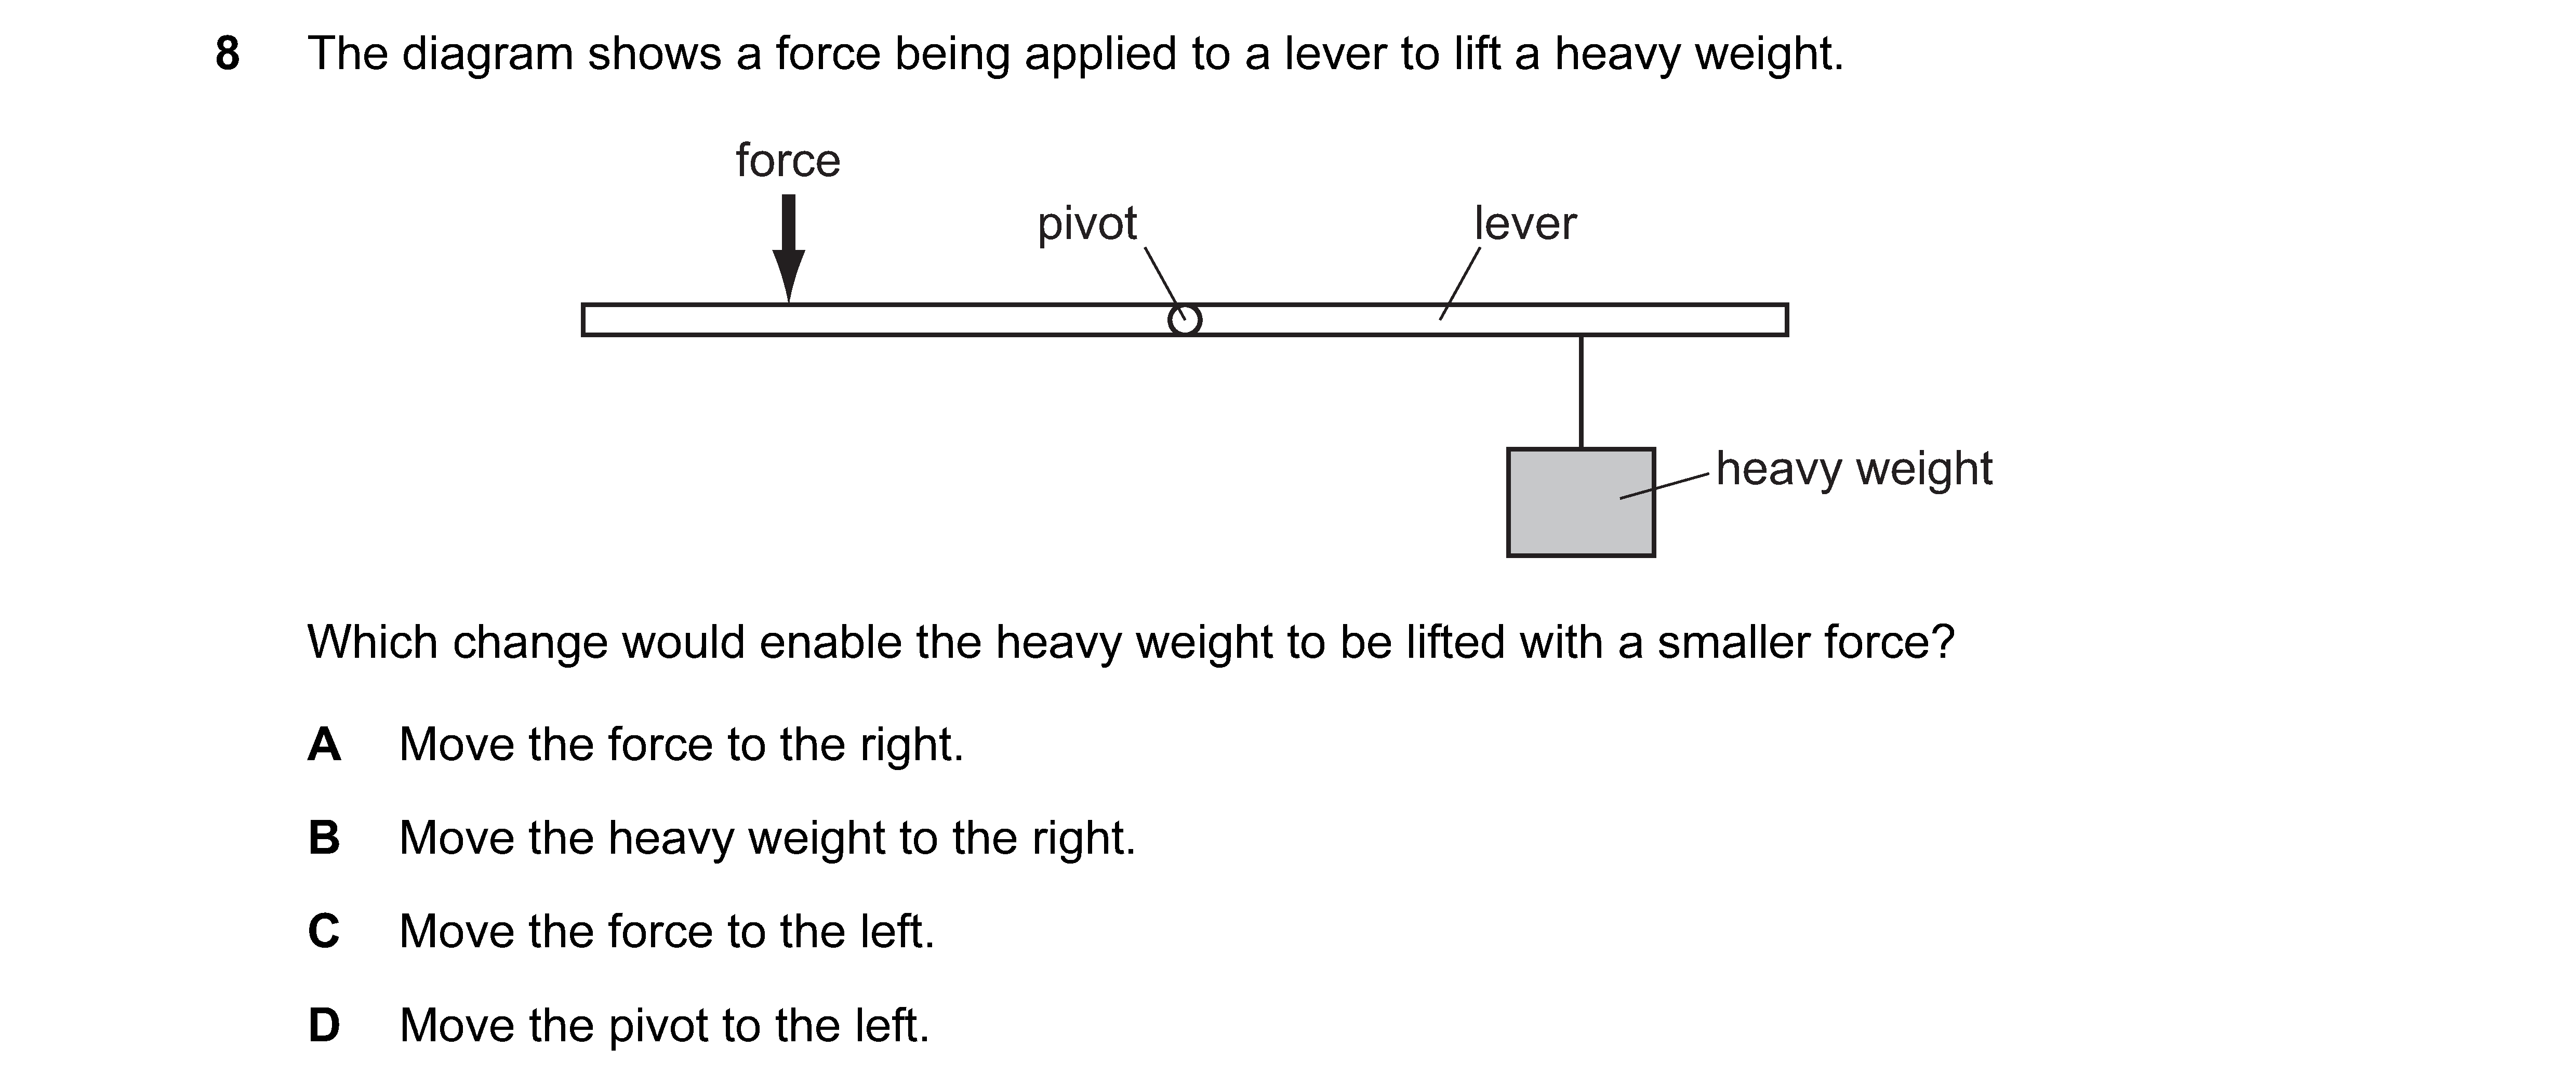 8 The diagram shows a force being applied to a lever to lift a heavy weight.
force
pivot
lever
heavy weight
Which change would enable the heavy weight to be lifted with a smaller force?
A Move the force to the right.
B Move the heavy weight to the right.
C Move the force to the left.
D Move the pivot to the left.